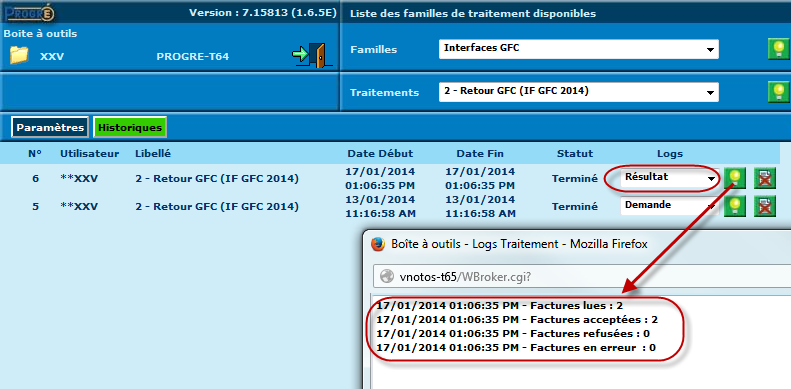 PROGRÉ
Version : 7.15813 (1.6.5E)
Liste des familles de traitement disponibles
Boite à outils
XXV PROGRE-T64
Familles Interfaces GFC
Traitements 2 - Retour GFC (IF GFC 2014)
Paramètres Historiques
N° Utilisateur Libellé Date Début Date Fin Statut Logs
6 **XXV 2 - Retour GFC (IF GFC 2014) 17/01/2014 01:06:35 PM 17/01/2014 01:06:35 PM Terminé Résultat
5 **XXV 2 - Retour GFC (IF GFC 2014) 13/01/2014 11:16:58 AM 13/01/2014 11:16:58 AM Terminé Demande
Boîte à outils - Logs Traitement - Mozilla Firefox
vnotos-t65/WBroker.cgi?
17/01/2014 01:06:35 PM - Factures lues : 2
17/01/2014 01:06:35 PM - Factures acceptées : 2
17/01/2014 01:06:35 PM - Factures refusées : 0
17/01/2014 01:06:35 PM - Factures en erreur : 0